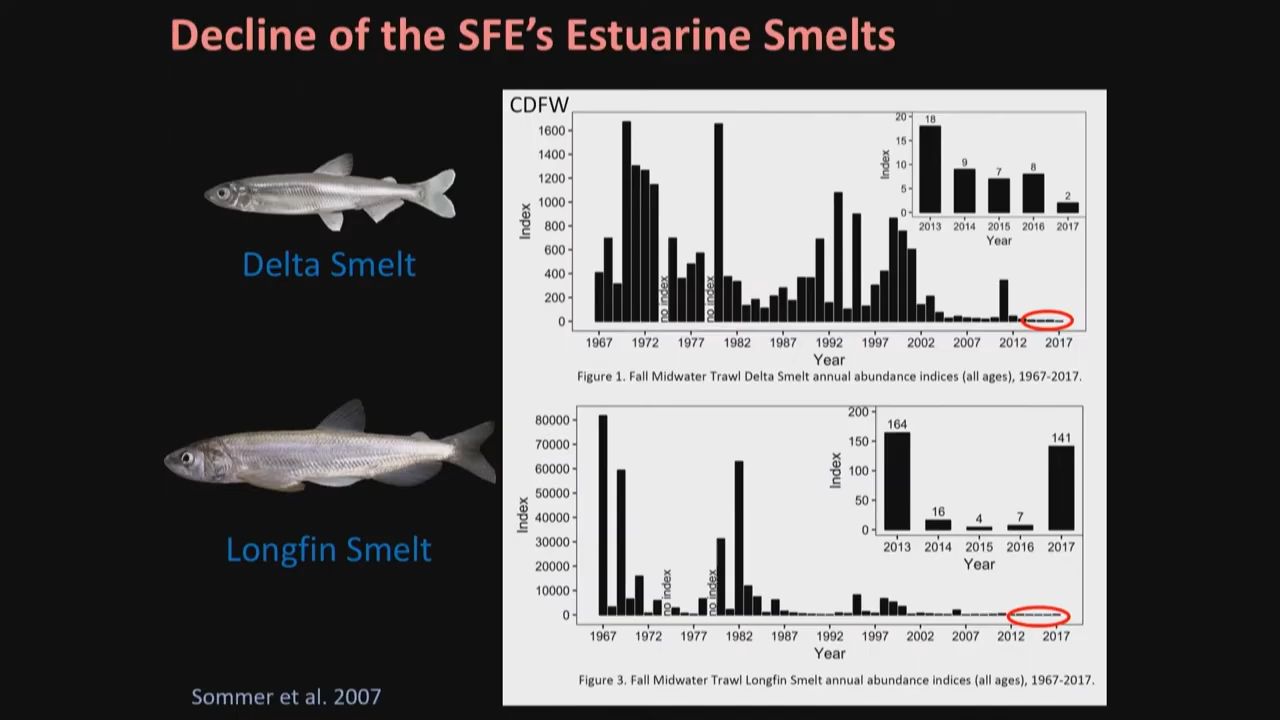 Decline of the SFE's Estuarine Smelts
CDFW
Delta Smelt
Index
1600
1400
1200
1000
800
600
400
200
0
no index
no index
1967 1972 1977 1982 1987 1992 1997 2002 2007 2012 2017
Year
Index
20
15
10
5
0
18
9
7
8
2
2013 2014 2015 2016 2017
Year
Figure 1. Fall Midwater Trawl Delta Smelt annual abundance indices (all ages), 1967-2017.
Longfin Smelt
Index
80000
70000
60000
50000
40000
30000
20000
10000
0
no index
no index
1967 1972 1977 1982 1987 1992 1997 2002 2007 2012 2017
Year
Index
200
150
100
50
0
164
16
4
7
141
2013 2014 2015 2016 2017
Year
Figure 3. Fall Midwater Trawl Longfin Smelt annual abundance indices (all ages), 1967-2017.
Sommer et al. 2007